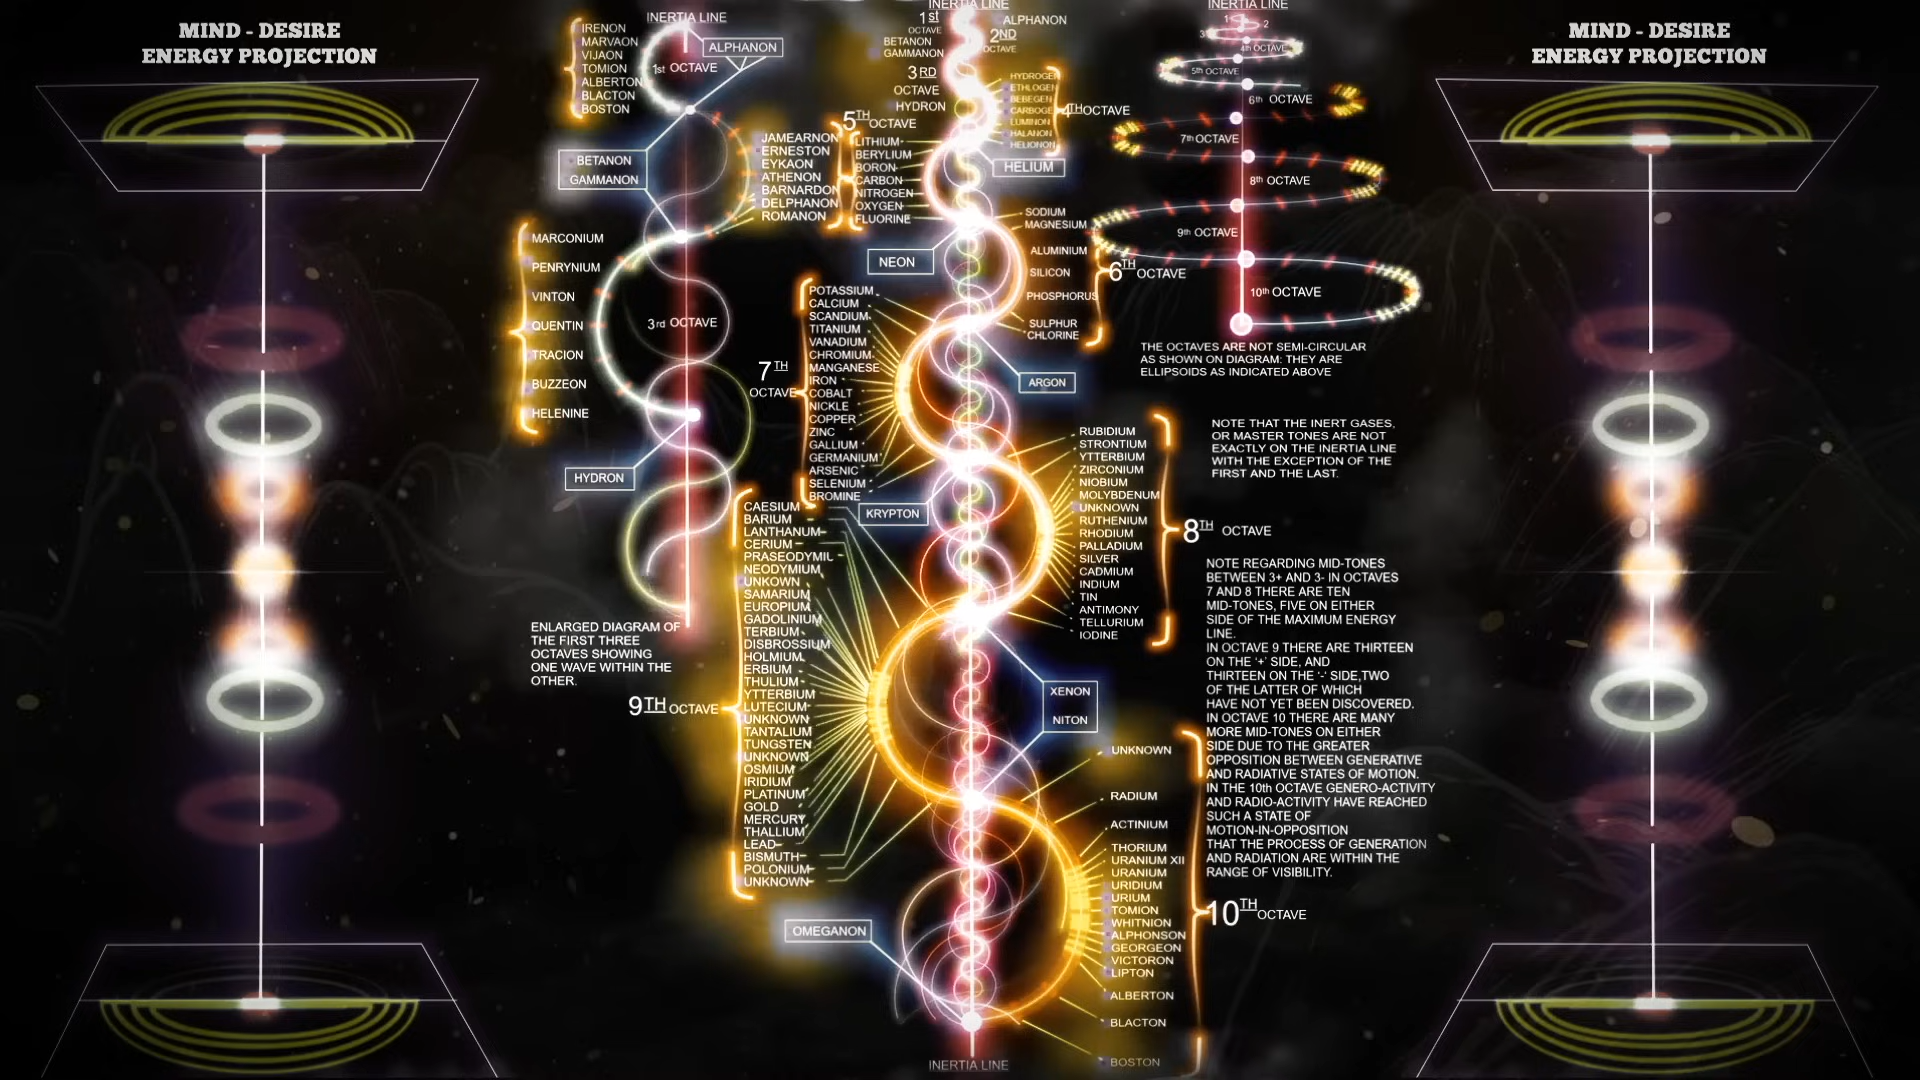 MIND - DESIRE
ENERGY PROJECTION
IRENON
MARVAON
VIJAON
TOMION
ALBERTON
BLACTON
BOSTON
INERTIA LINE
ALPHANON
1st OCTAVE
BETANON
GAMMANON
JAMEARNON
ERNESTON
EYKAON
ATHENON
BARNARDON
DELPHANON
ROMANON
MARCONIUM
PENRYNIUM
VINTON
QUENTIN
TRACION
BUZZEON
HELENINE
3rd OCTAVE
HYDRON
ENLARGED DIAGRAM OF
THE FIRST THREE
OCTAVES SHOWING
ONE WAVE WITHIN THE
OTHER.
INERTIA LINE
1st
OCTAVE
ALPHANON
2ND
OCTAVE
BETANON
GAMMANON
3RD
OCTAVE
HYDRON
HYDROGEN
ETHLOGEN
BEBEGEN
CARBOGEN
LUMINON
HALANON
HELIONON
4TH OCTAVE
HELIUM
5TH OCTAVE
LITHIUM
BERYLIUM
BORON
CARBON
NITROGEN
OXYGEN
FLUORINE
NEON
SODIUM
MAGNESIUM
ALUMINIUM
SILICON
PHOSPHORUS
SULPHUR
CHLORINE
6TH OCTAVE
ARGON
7TH
OCTAVE
POTASSIUM
CALCIUM
SCANDIUM
TITANIUM
VANADIUM
CHROMIUM
MANGANESE
IRON
COBALT
NICKLE
COPPER
ZINC
GALLIUM
GERMANIUM
ARSENIC
SELENIUM
BROMINE
KRYPTON
RUBIDIUM
STRONTIUM
YTTERBIUM
ZIRCONIUM
NIOBIUM
MOLYBDENUM
UNKNOWN
RUTHENIUM
RHODIUM
PALLADIUM
SILVER
CADMIUM
INDIUM
TIN
ANTIMONY
TELLURIUM
IODINE
8TH OCTAVE
9TH OCTAVE
CAESIUM
BARIUM
LANTHANUM
CERIUM
PRASEODYMIL
NEODYMIUM
UNKOWN
SAMARIUM
EUROPIUM
GADOLINIUM
TERBIUM
DISBROSSIUM
HOLMIUM
ERBIUM
THULIUM
YTTERBIUM
LUTECIUM
UNKNOWN
TANTALIUM
TUNGSTEN
UNKNOWN
OSMIUM
IRIDIUM
PLATINUM
GOLD
MERCURY
THALLIUM
LEAD
BISMUTH
POLONIUM
UNKNOWN
XENON
NITON
UNKNOWN
RADIUM
ACTINIUM
THORIUM
URANIUM XII
URANIUM
URIDIUM
URIUM
TOMION
WHITNION
ALPHONSON
GEORGEON
VICTORON
LIPTON
ALBERTON
BLACTON
BOSTON
10TH OCTAVE
OMEGANON
INERTIA LINE
INERTIA LINE
1
2
3
4th OCTAVE
5th OCTAVE
6th OCTAVE
7th OCTAVE
8th OCTAVE
9th OCTAVE
10th OCTAVE
THE OCTAVES ARE NOT SEMI-CIRCULAR
AS SHOWN ON DIAGRAM: THEY ARE
ELLIPSOIDS AS INDICATED ABOVE
NOTE THAT THE INERT GASES,
OR MASTER TONES ARE NOT
EXACTLY ON THE INERTIA LINE
WITH THE EXCEPTION OF THE
FIRST AND THE LAST.
NOTE REGARDING MID-TONES
BETWEEN 3+ AND 3- IN OCTAVES
7 AND 8 THERE ARE TEN
MID-TONES, FIVE ON EITHER
SIDE OF THE MAXIMUM ENERGY
LINE.
IN OCTAVE 9 THERE ARE THIRTEEN
ON THE '+' SIDE, AND
THIRTEEN ON THE '-' SIDE,TWO
OF THE LATTER OF WHICH
HAVE NOT YET BEEN DISCOVERED.
IN OCTAVE 10 THERE ARE MANY
MORE MID-TONES ON EITHER
SIDE DUE TO THE GREATER
OPPOSITION BETWEEN GENERATIVE
AND RADIATIVE STATES OF MOTION.
IN THE 10th OCTAVE GENERO-ACTIVITY
AND RADIO-ACTIVITY HAVE REACHED
SUCH A STATE OF
MOTION-IN-OPPOSITION
THAT THE PROCESS OF GENERATION
AND RADIATION ARE WITHIN THE
RANGE OF VISIBILITY.
MIND - DESIRE
ENERGY PROJECTION